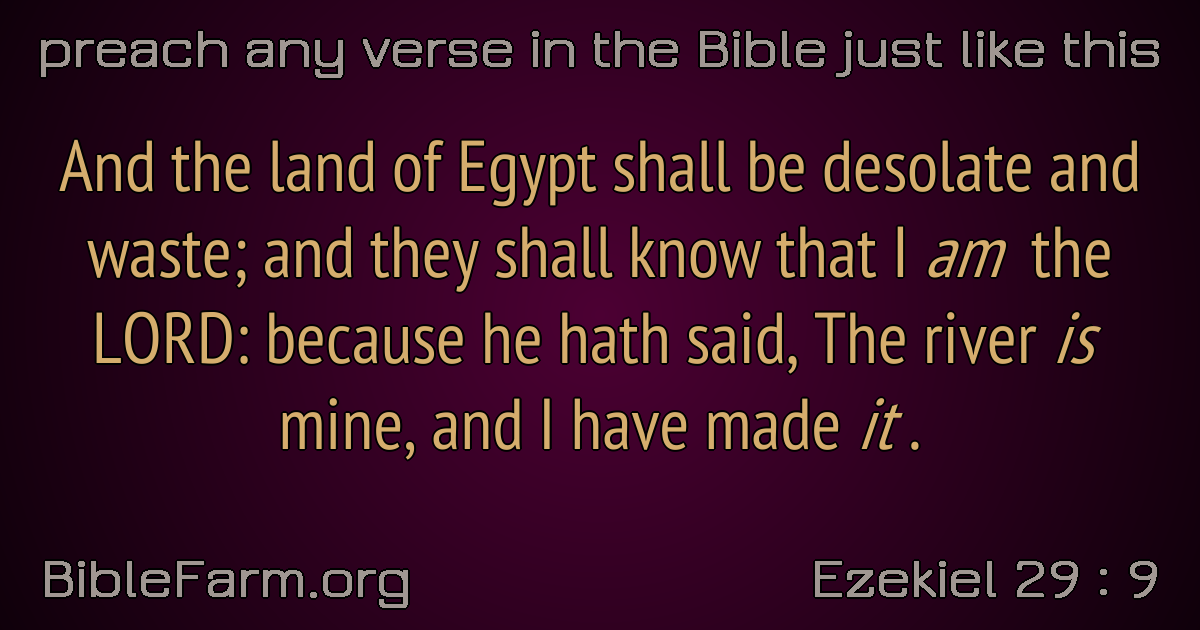 preach any verse in the Bible just like this
And the land of Egypt shall be desolate and
waste; and they shall know that I am the
LORD: because he hath said, The river is
mine, and I have made it .
BibleFarm.org
Ezekiel 29 : 9